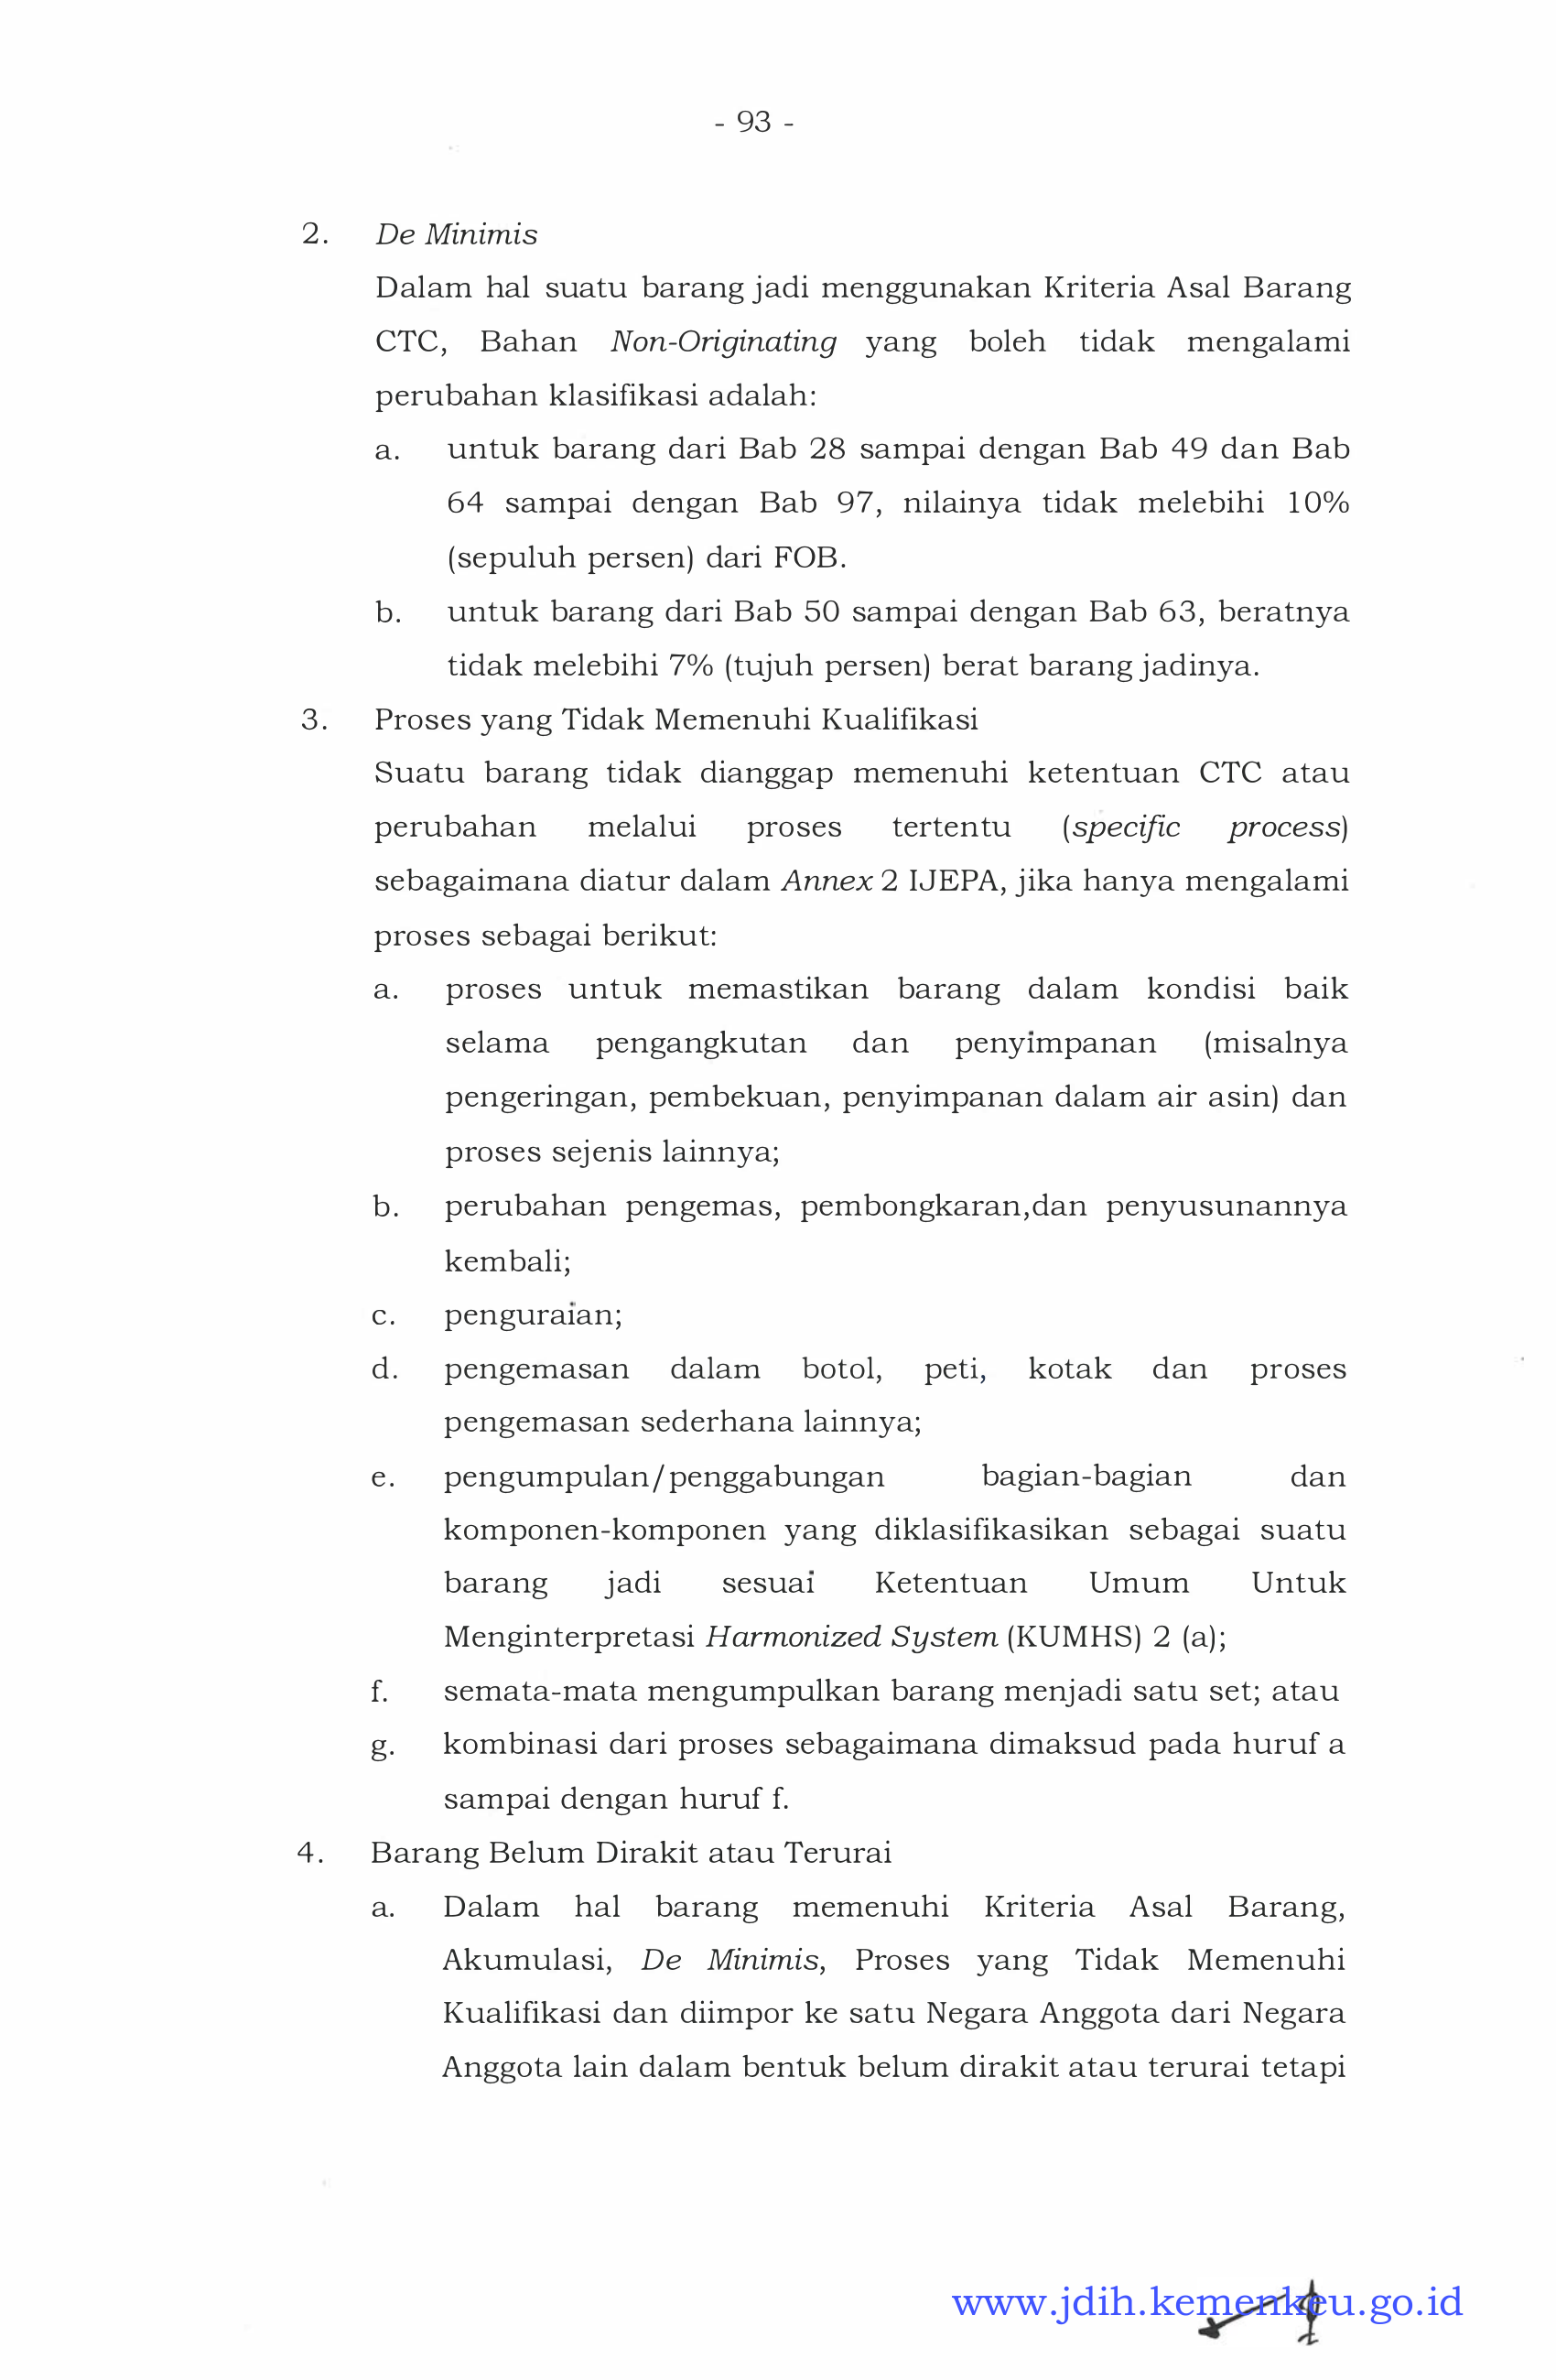 - 93 -
2. De Minimis
Dalam hal suatu barang jadi menggunakan Kriteria Asal Barang
CTC, Bahan Non-Originating yang boleh tidak mengalami
perubahan klasifikasi adalah:
a. untuk barang dari Bab 28 sampai dengan Bab 49 dan Bab
64 sampai dengan Bab 97, nilainya tidak melebihi 10%
(sepuluh persen) dari FOB.
b. untuk barang dari Bab 50 sampai dengan Bab 63, beratnya
tidak melebihi 7% (tujuh persen) berat barang jadinya.
3. Proses yang Tidak Memenuhi Kualifikasi
Suatu barang tidak dianggap memenuhi ketentuan CTC atau
perubahan melalui proses tertentu (specific process)
sebagaimana diatur dalam Annex 2 IJEPA, jika hanya mengalami
proses sebagai berikut:
a. proses untuk memastikan barang dalam kondisi baik
selama pengangkutan dan penyimpanan (misalnya
pengeringan, pembekuan, penyimpanan dalam air asin) dan
proses sejenis lainnya;
b. perubahan pengemas, pembongkaran,dan penyusunannya
kembali;
c. penguraian;
d. pengemasan dalam botol, peti, kotak dan proses
pengemasan sederhana lainnya;
e. pengumpulan/penggabungan bagian-bagian dan
komponen-komponen yang diklasifikasikan sebagai suatu
barang jadi sesuai Ketentuan Umum Untuk
Menginterpretasi Harmonized System (KUMHS) 2 (a);
f. semata-mata mengumpulkan barang menjadi satu set; atau
g. kombinasi dari proses sebagaimana dimaksud pada huruf a
sampai dengan huruf f.
4. Barang Belum Dirakit atau Terurai
a. Dalam hal barang memenuhi Kriteria Asal Barang,
Akumulasi, De Minimis, Proses yang Tidak Memenuhi
Kualifikasi dan diimpor ke satu Negara Anggota dari Negara
Anggota lain dalam bentuk belum dirakit atau terurai tetapi
www.jdih.kemenkeu.go.id